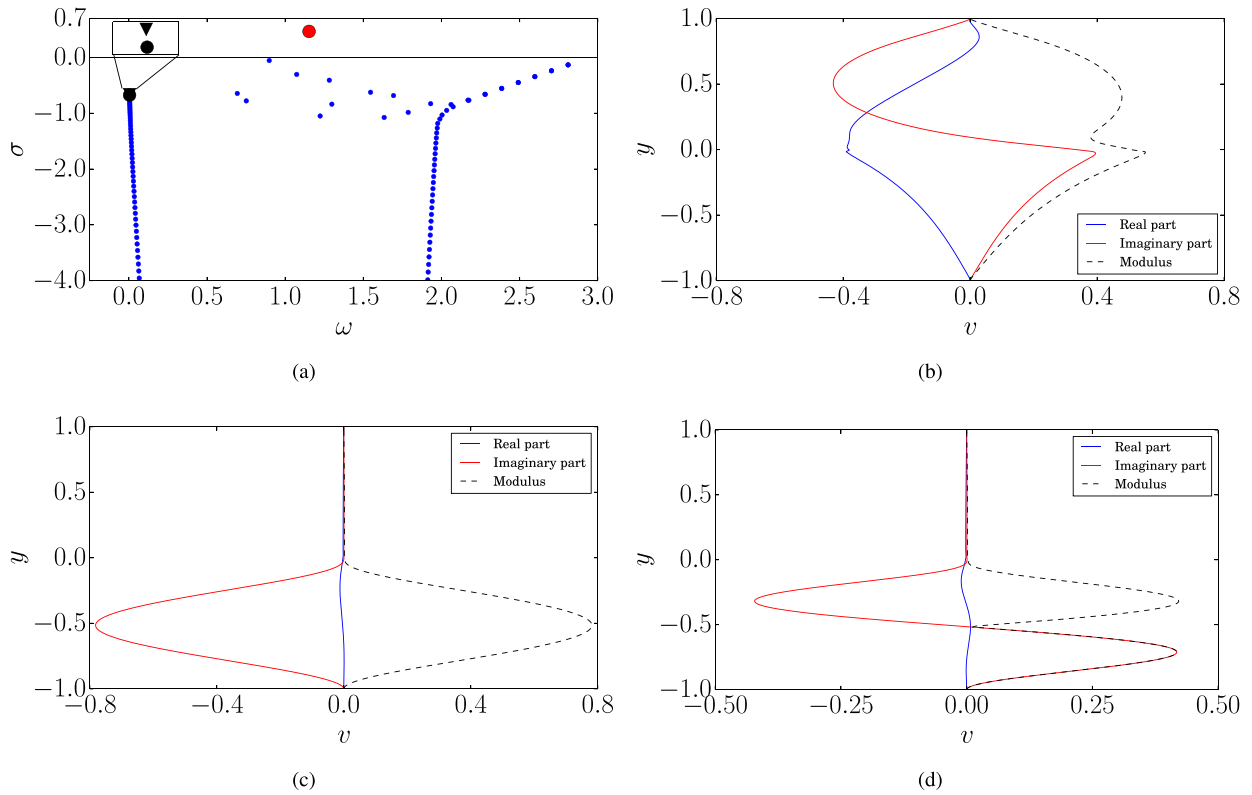 0.7
0.0
−1.0
−2.0
−3.0
−4.0
σ
0.0 0.5 1.0 1.5 2.0 2.5 3.0
ω
(a)
1.0
0.5
0.0
−0.5
−1.0
y
−0.8 −0.4 0.0 0.4 0.8
v
Real part
Imaginary part
Modulus
(b)
1.0
0.5
0.0
−0.5
−1.0
y
−0.8 −0.4 0.0 0.4 0.8
v
Real part
Imaginary part
Modulus
(c)
1.0
0.5
0.0
−0.5
−1.0
y
−0.50 −0.25 0.00 0.25 0.50
v
Real part
Imaginary part
Modulus
(d)